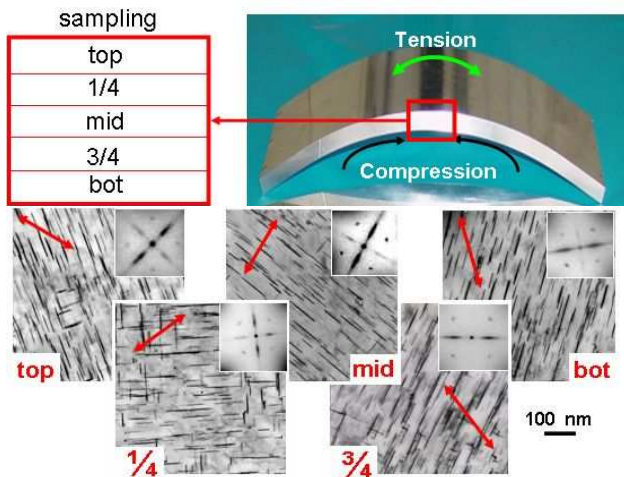 sampling
top
1/4
mid
3/4
bot
Tension
Compression
top
mid
bot
¼
¾
100 nm